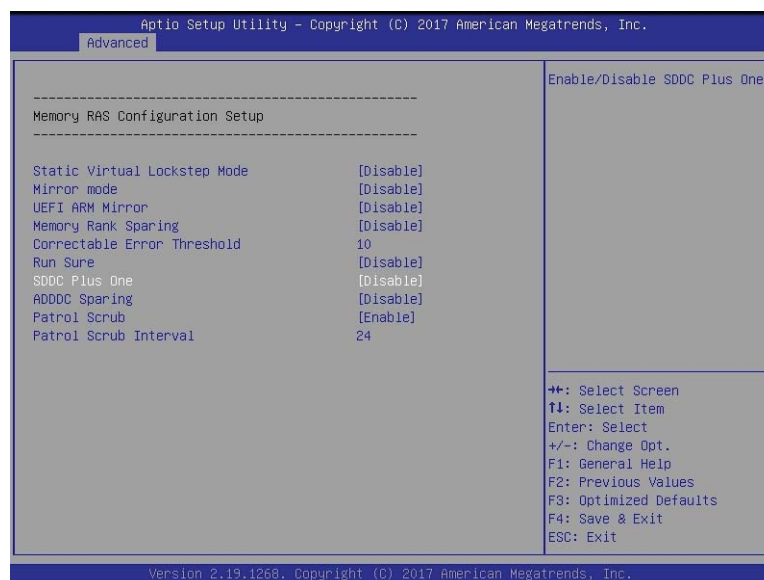 Aptio Setup Utility – Copyright (C) 2017 American Megatrends, Inc.
Advanced
--------------------------------------------------
Memory RAS Configuration Setup
--------------------------------------------------
Static Virtual Lockstep Mode [Disable]
Mirror mode [Disable]
UEFI ARM Mirror [Disable]
Memory Rank Sparing [Disable]
Correctable Error Threshold 10
Run Sure [Disable]
SDDC Plus One [Disable]
ADDDC Sparing [Disable]
Patrol Scrub [Enable]
Patrol Scrub Interval 24
Enable/Disable SDDC Plus One
→←: Select Screen
↑↓: Select Item
Enter: Select
+/-: Change Opt.
F1: General Help
F2: Previous Values
F3: Optimized Defaults
F4: Save & Exit
ESC: Exit
Version 2.19.1268. Copyright (C) 2017 American Megatrends, Inc.